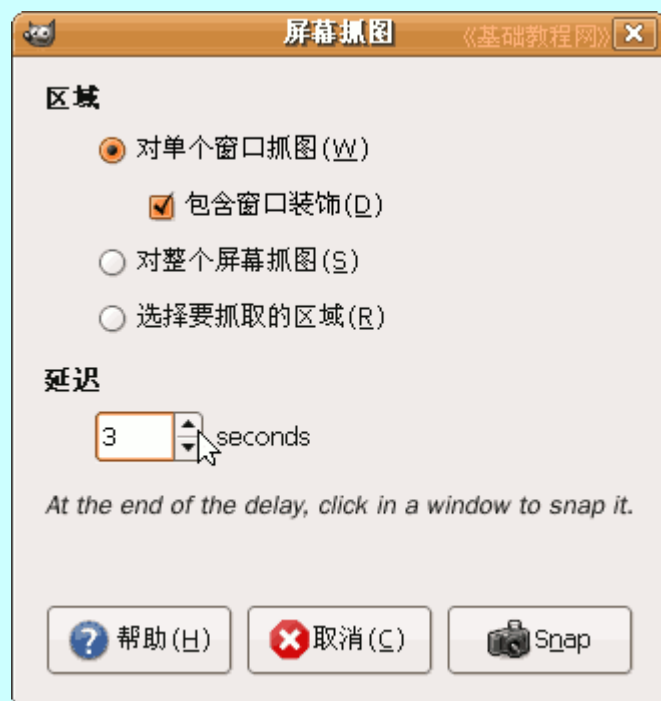 屏幕抓图 《基础教程网》
区域
对单个窗口抓图(W)
包含窗口装饰(D)
对整个屏幕抓图(S)
选择要抓取的区域(R)
延迟
3 seconds
At the end of the delay, click in a window to snap it.
帮助(H) 取消(C) Snap